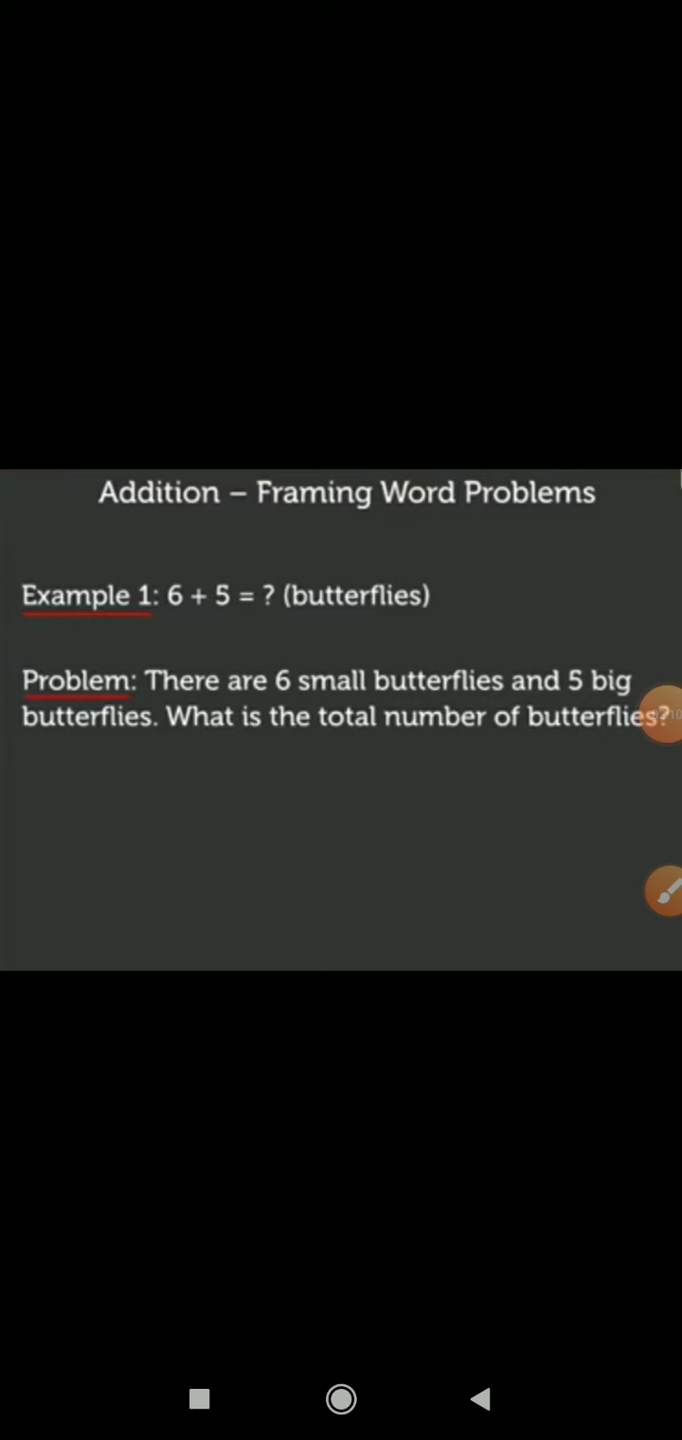 Addition – Framing Word Problems
Example 1: 6 + 5 = ? (butterflies)
Problem: There are 6 small butterflies and 5 big
butterflies. What is the total number of butterflies?